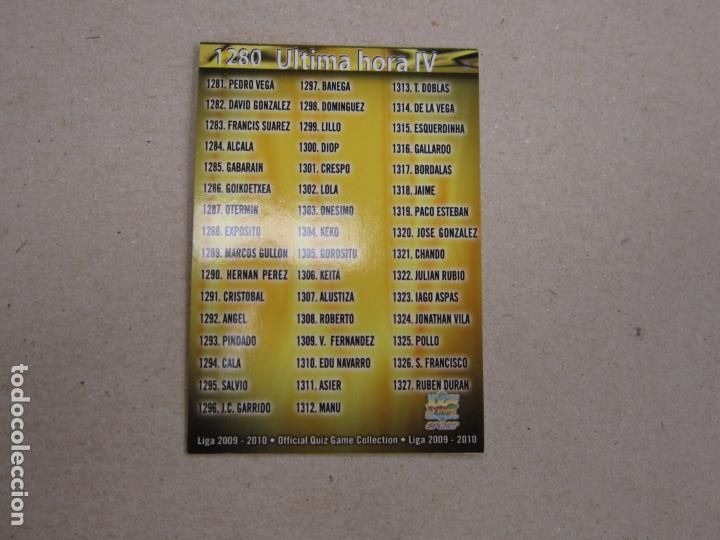 1280 Ultima hora IV
1281. PEDRO VEGA
1282. DAVID GONZALEZ
1283. FRANCIS SUAREZ
1284. ALCALA
1285. GABARAIN
1286. GOIKOETXEA
1287. OTERMIN
1288. EXPOSITO
1289. MARCOS GULLON
1290. HERNAN PEREZ
1291. CRISTOBAL
1292. ANGEL
1293. PINDADO
1294. CALA
1295. SALVIO
1296. J.C. GARRIDO
1297. BANEGA
1298. DOMINGUEZ
1299. LILLO
1300. DIOP
1301. CRESPO
1302. LOLA
1303. ONESIMO
1304. KEKO
1305. GOROSITO
1306. KEITA
1307. ALUSTIZA
1308. ROBERTO
1309. V. FERNANDEZ
1310. EDU NAVARRO
1311. ASIER
1312. MANU
1313. T. DOBLAS
1314. DE LA VEGA
1315. ESQUERDINHA
1316. GALLARDO
1317. BORDALAS
1318. JAIME
1319. PACO ESTEBAN
1320. JOSE GONZALEZ
1321. CHANDO
1322. JULIAN RUBIO
1323. IAGO ASPAS
1324. JONATHAN VILA
1325. POLLO
1326. S. FRANCISCO
1327. RUBEN DURAN
SPORT
Liga 2009 - 2010 • Official Quiz Game Collection • Liga 2009 - 2010
todocoleccion